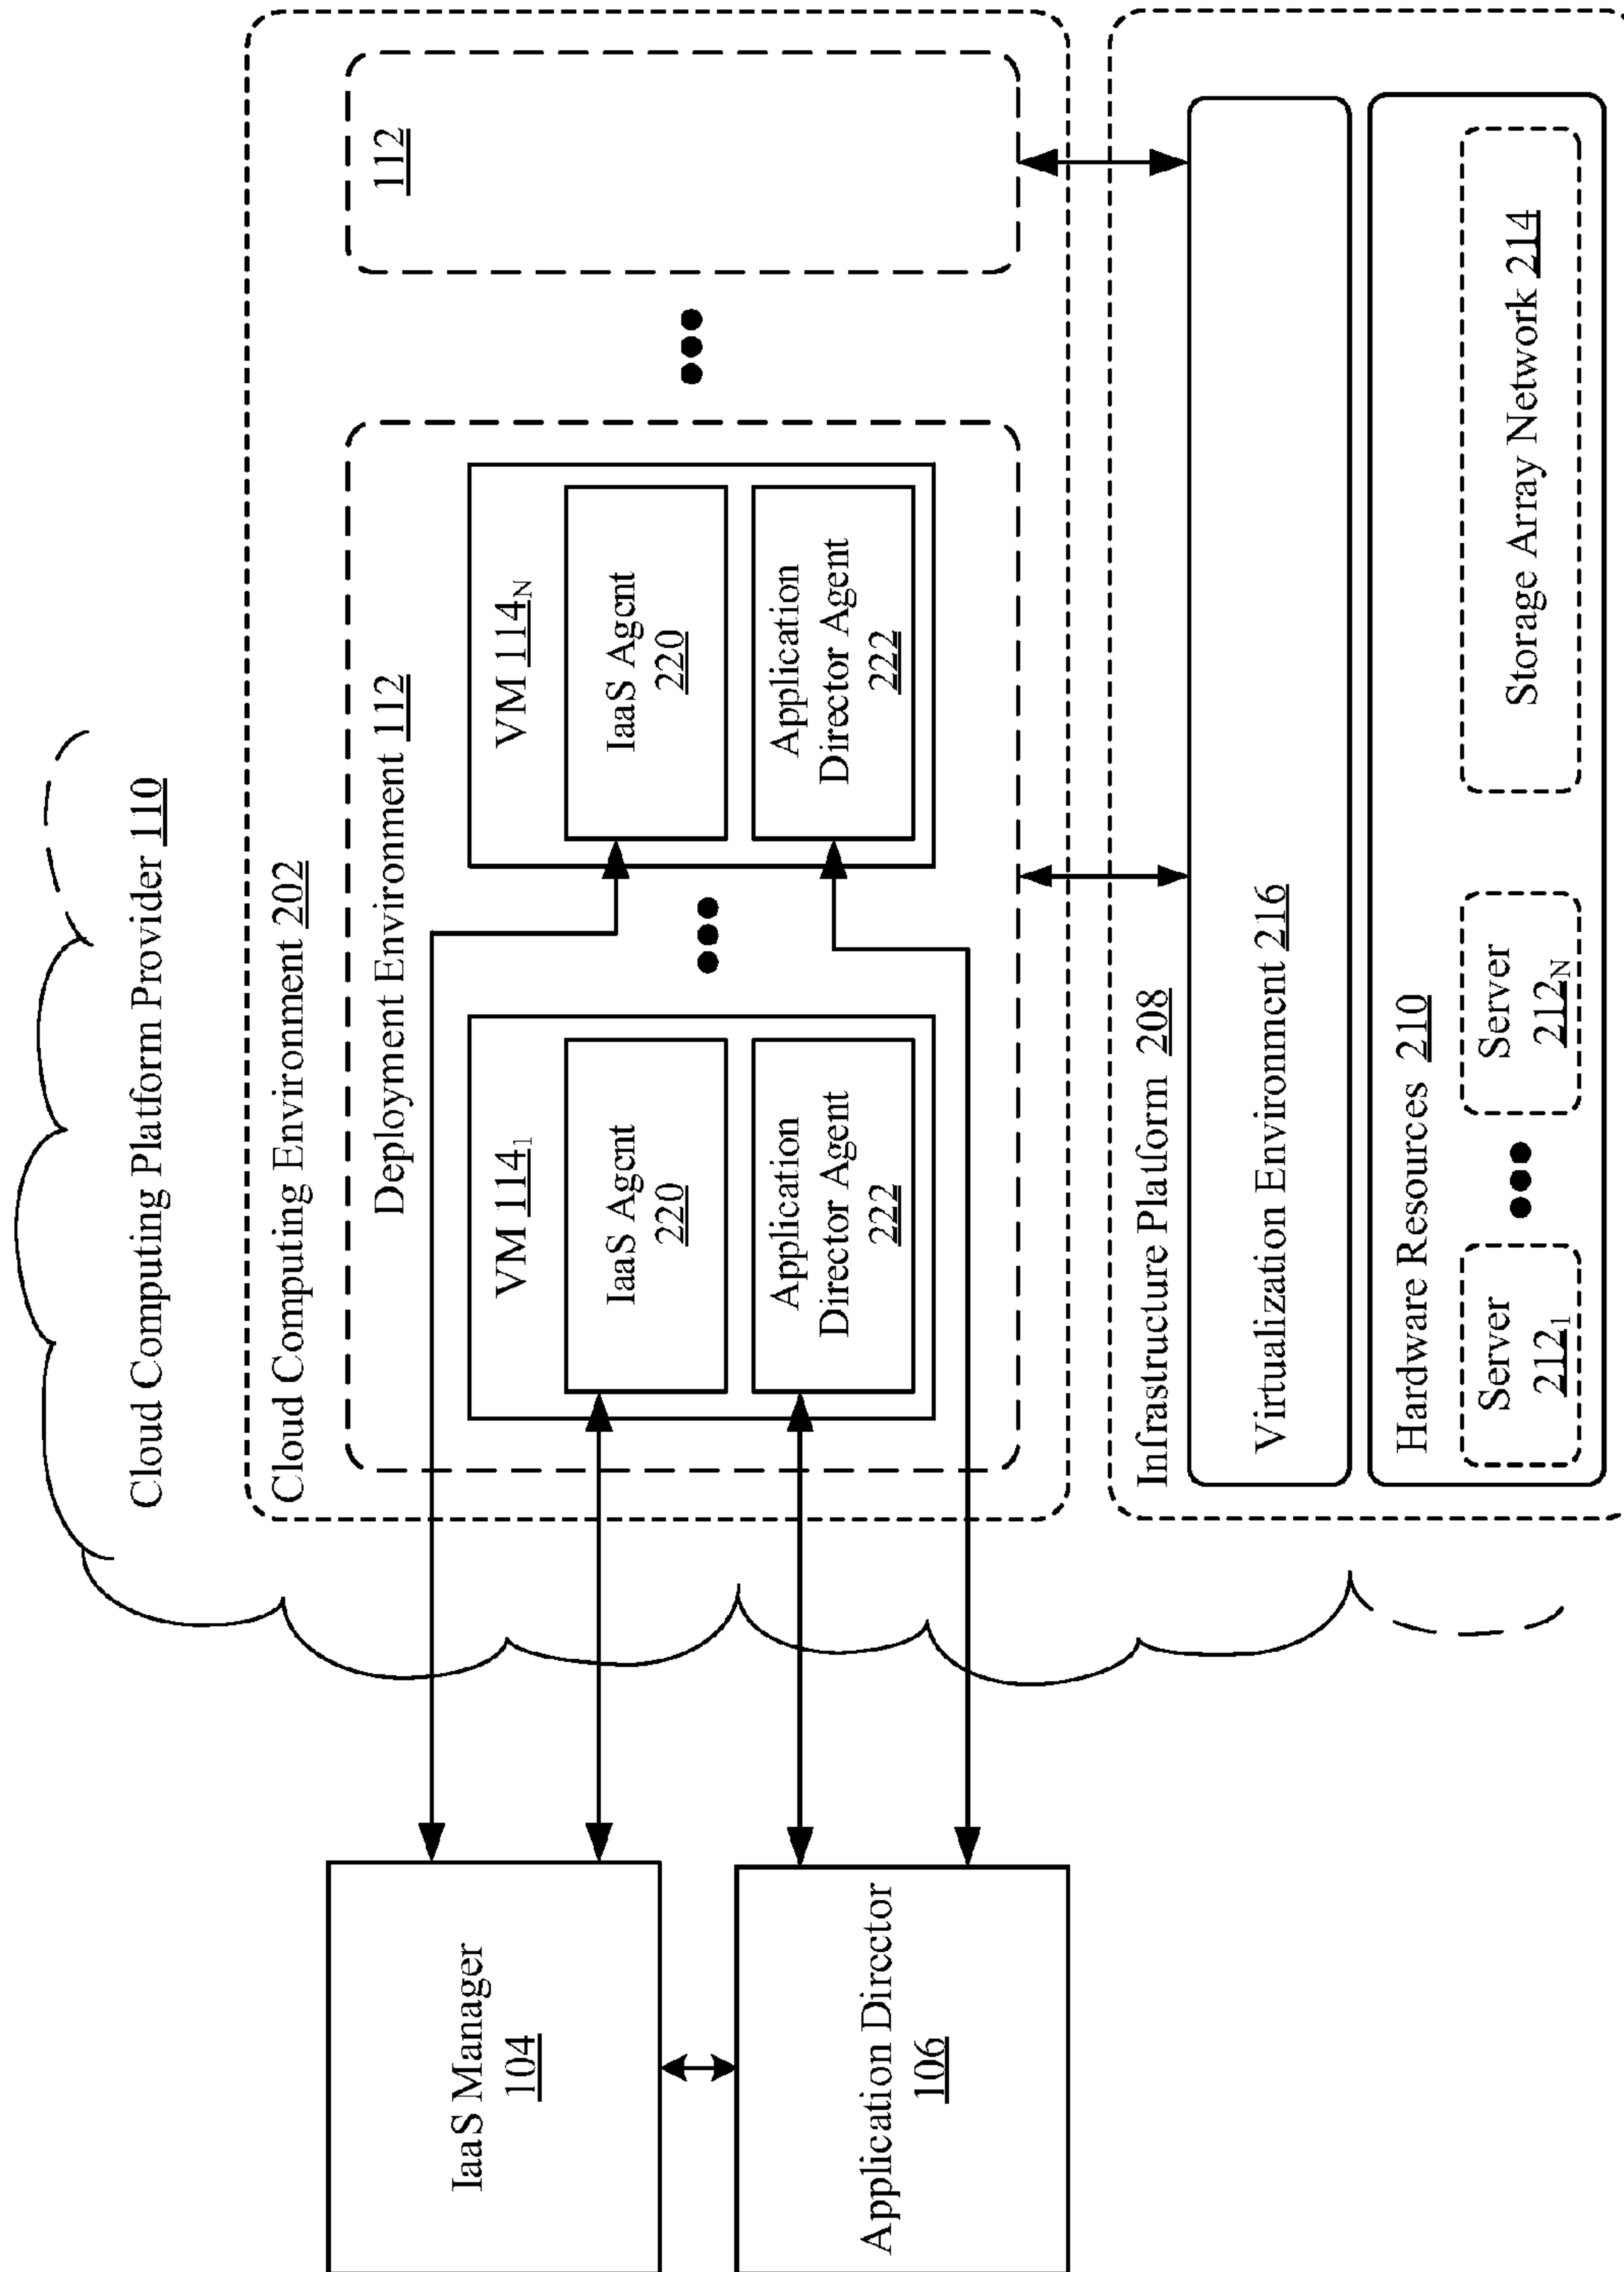 Cloud Computing Platform Provider 110
Cloud Computing Environment 202
Deployment Environment 112
112
VM 114₁
IaaS Agent
220
Application
Director Agent
222
VM 114N
IaaS Agent
220
Application
Director Agent
222
IaaS Manager
104
Application Director
106
Infrastructure Platform 208
Virtualization Environment 216
Hardware Resources 210
Server
212₁
Server
212N
Storage Array Network 214